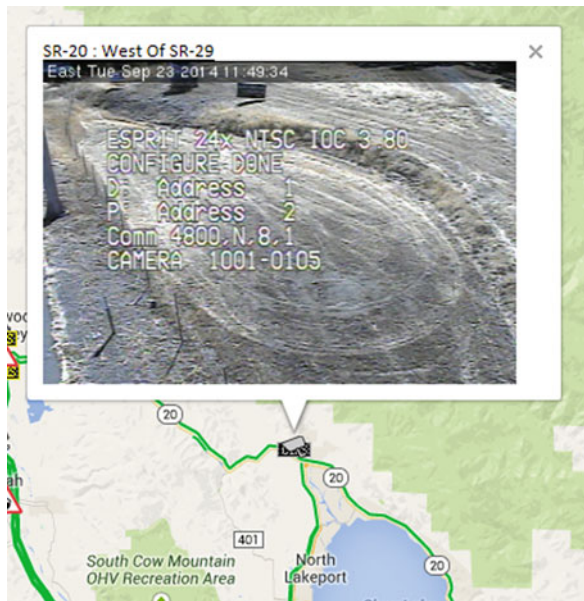 SR-20 : West Of SR-29
×
East Tue Sep 23 2014 11:49:34
ESPRIT 24x NTSC IOC 3 80
CONFIGURE DONE
D Address 1
P Address 2
Comm 4800,N,8,1
CAMERA 1001-0105
20
20
401
South Cow Mountain
OHV Recreation Area
North
Lakeport
20